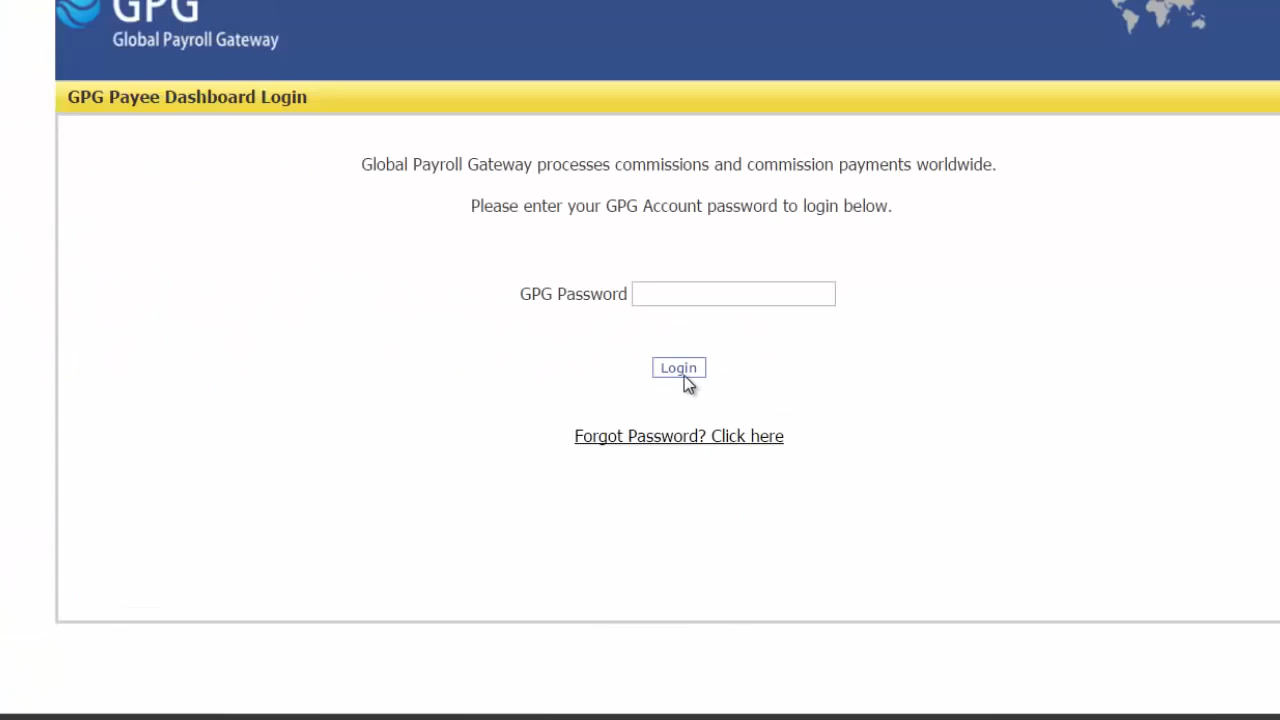 GPG
Global Payroll Gateway
GPG Payee Dashboard Login
Global Payroll Gateway processes commissions and commission payments worldwide.
Please enter your GPG Account password to login below.
GPG Password
Login
Forgot Password? Click here